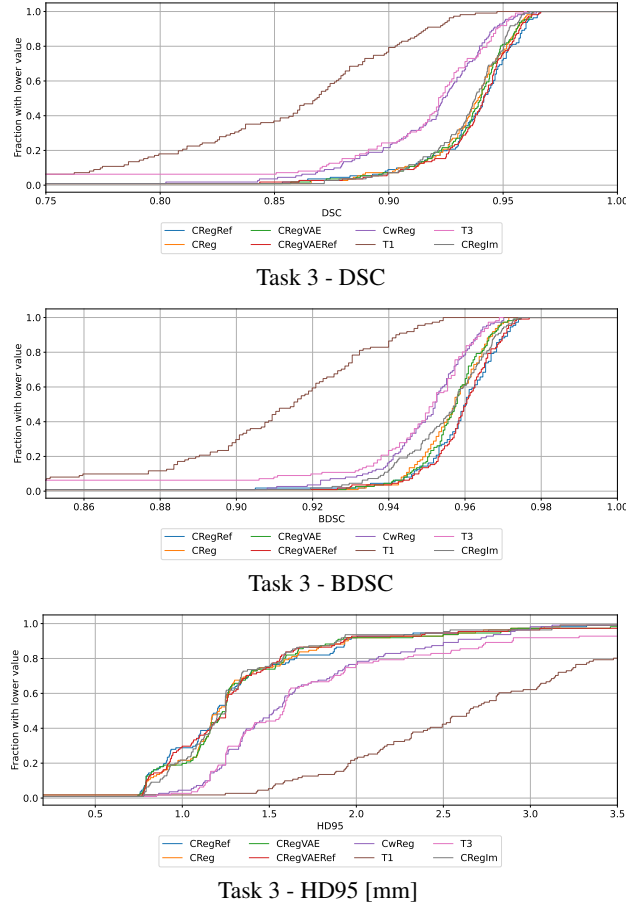 1.0
0.8
0.6
0.4
0.2
0.0
Fraction with lower value
0.75 0.80 0.85 0.90 0.95 1.00
DSC
CRegRef CRegVAE CwReg T3
CReg CRegVAERef T1 CRegIm
Task 3 - DSC
1.0
0.8
0.6
0.4
0.2
0.0
Fraction with lower value
0.86 0.88 0.90 0.92 0.94 0.96 0.98 1.00
BDSC
CRegRef CRegVAE CwReg T3
CReg CRegVAERef T1 CRegIm
Task 3 - BDSC
1.0
0.8
0.6
0.4
0.2
0.0
Fraction with lower value
0.5 1.0 1.5 2.0 2.5 3.0 3.5
HD95
CRegRef CRegVAE CwReg T3
CReg CRegVAERef T1 CRegIm
Task 3 - HD95 [mm]